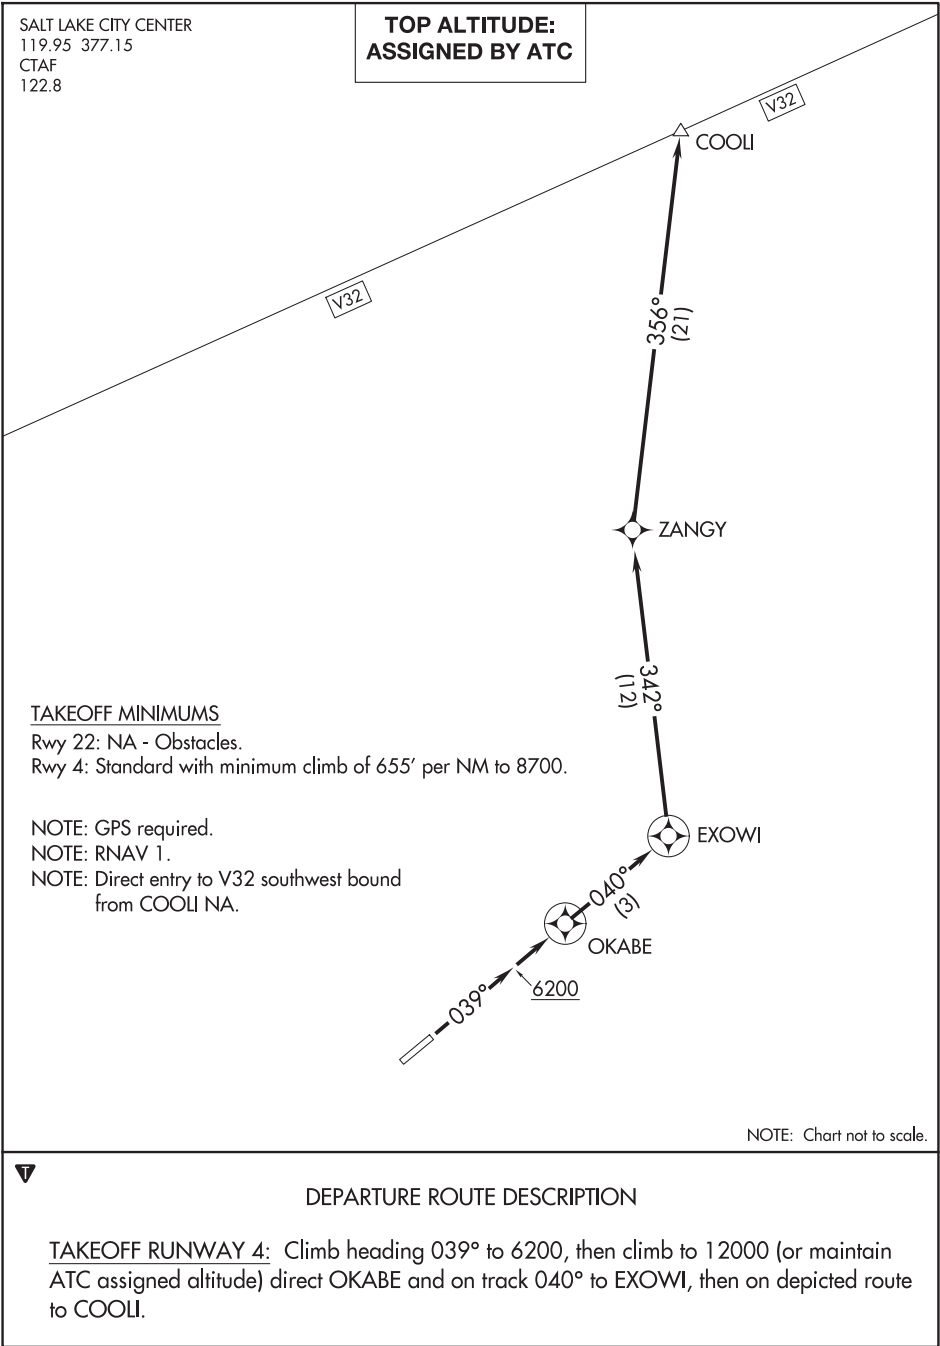 SALT LAKE CITY CENTER
119.95 377.15
CTAF
122.8
TOP ALTITUDE:
ASSIGNED BY ATC
V32
COOLI
V32
356°
(21)
ZANGY
342°
(12)
TAKEOFF MINIMUMS
Rwy 22: NA - Obstacles.
Rwy 4: Standard with minimum climb of 655' per NM to 8700.
NOTE: GPS required.
NOTE: RNAV 1.
NOTE: Direct entry to V32 southwest bound
from COOLI NA.
EXOWI
040°
(3)
OKABE
039°
6200
NOTE: Chart not to scale.
T
DEPARTURE ROUTE DESCRIPTION
TAKEOFF RUNWAY 4: Climb heading 039° to 6200, then climb to 12000 (or maintain
ATC assigned altitude) direct OKABE and on track 040° to EXOWI, then on depicted route
to COOLI.